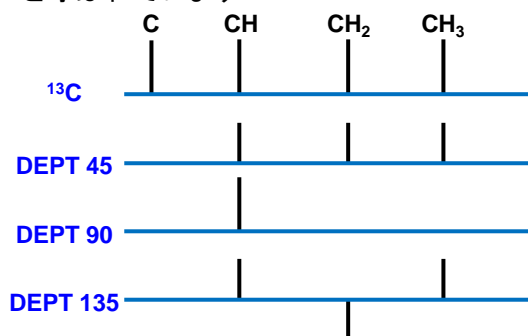 C CH CH₂ CH₃
¹³C
DEPT 45
DEPT 90
DEPT 135